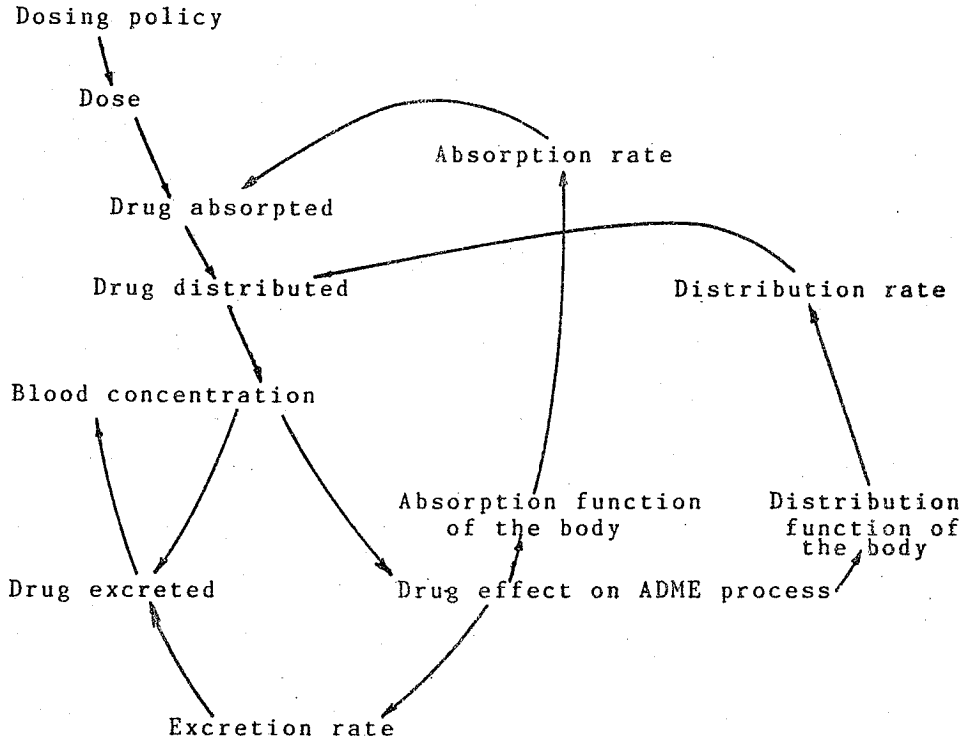 Dosing policy
Dose
Absorption rate
Drug absorpted
Drug distributed
Distribution rate
Blood concentration
Absorption function
of the body
Distribution
function of
the body
Drug excreted
Drug effect on ADME process
Excretion rate